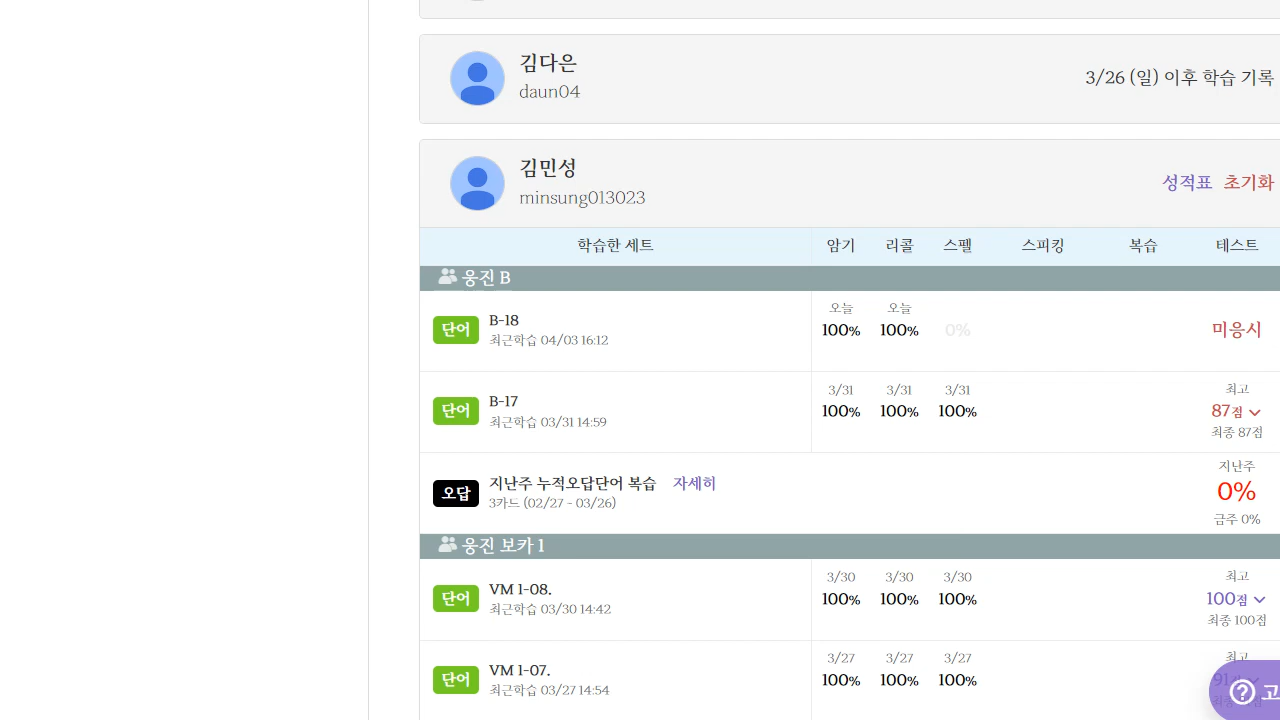 김다은
daun04
3/26 (일) 이후 학습 기록
김민성
minsung013023
성적표 초기화
학습한 세트 암기 리콜 스펠 스피킹 복습 테스트
웅진 B
오늘 오늘
단어 B-18 100% 100% 0% 미응시
최근학습 04/03 16:12
3/31 3/31 3/31 최고
단어 B-17 100% 100% 100% 87점
최근학습 03/31 14:59 최종 87점
지난주
오답 지난주 누적오답단어 복습 자세히 0%
3카드 (02/27 - 03/26) 금주 0%
웅진 보카 1
3/30 3/30 3/30 최고
단어 VM 1-08. 100% 100% 100% 100점
최근학습 03/30 14:42 최종 100점
3/27 3/27 3/27 최고
단어 VM 1-07. 100% 100% 100% 91점
최근학습 03/27 14:54